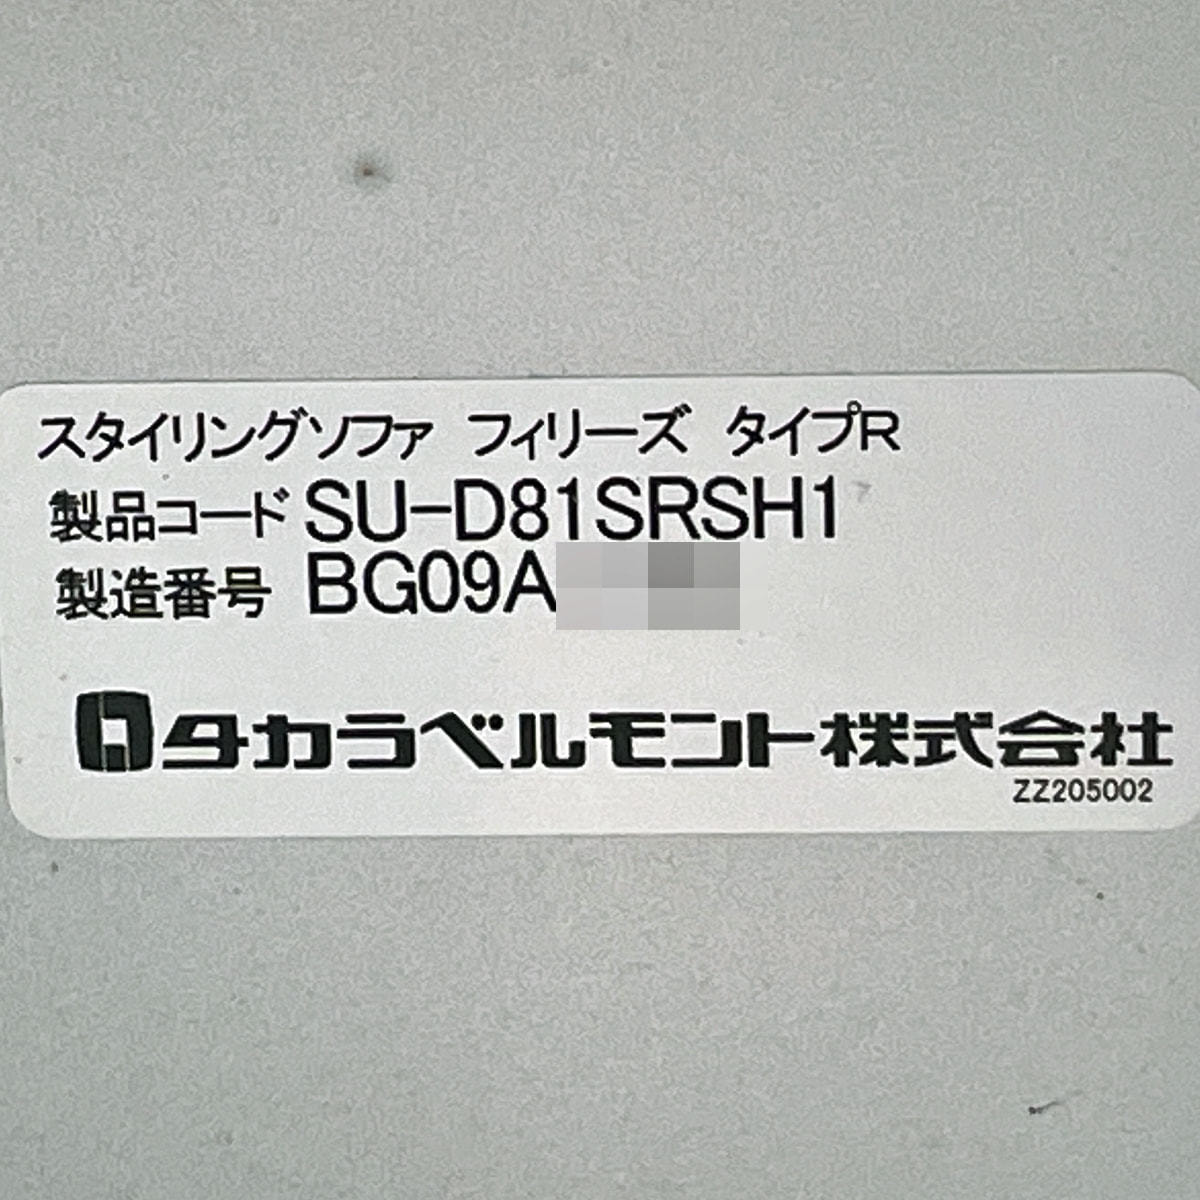 スタイリングソファ フィリーズ タイプR
製品コード SU-D81SRSH1
製造番号 BG09A
タカラベルモント株式会社
ZZ205002